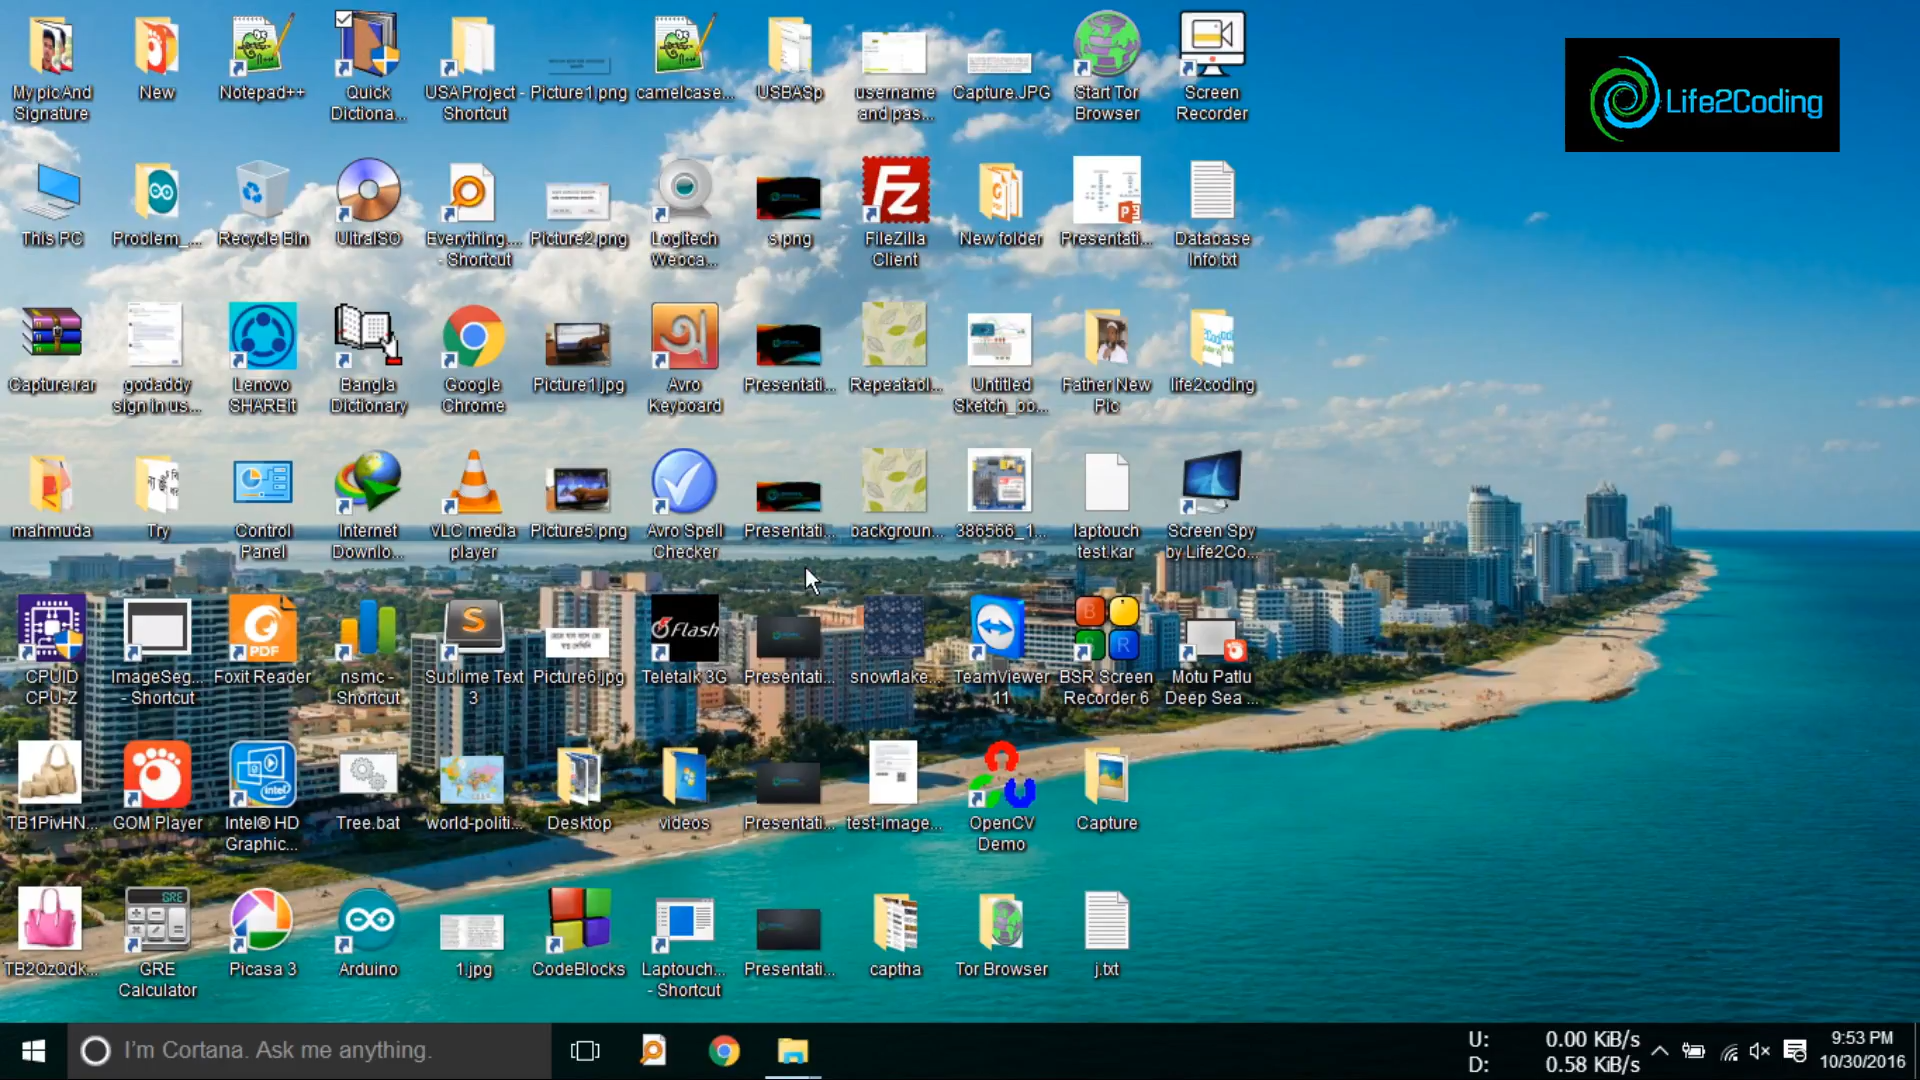 Life2Coding
My pic And
Signature
New
Notepad++
Quick
Dictiona...
USA Project -
Shortcut
Picture1.png
camelcase...
USBASp
username
and pas...
Capture.JPG
Start Tor
Browser
Screen
Recorder
This PC
Problem_...
Recycle Bin
UltraISO
Everything...
- Shortcut
Picture2.png
Logitech
Webca...
s.png
FileZilla
Client
New folder
Presentati...
Database
Info.txt
Capture.rar
godaddy
sign in us...
Lenovo
SHAREit
Bangla
Dictionary
Google
Chrome
Picture1.jpg
Avro
Keyboard
Presentati...
Repeatabl...
Untitled
Sketch_bb...
Father New
Pic
life2coding
mahmuda
Try
Control
Panel
Internet
Downlo...
VLC media
player
Picture5.png
Avro Spell
Checker
Presentati...
backgroun...
386566_1...
laptouch
test.kar
Screen Spy
by Life2Co...
CPUID
CPU-Z
ImageSeg...
- Shortcut
PDF
Foxit Reader
nsmc -
Shortcut
Sublime Text
3
Picture6.jpg
Flash
Teletalk 3G
Presentati...
snowflake...
TeamViewer
11
BSR Screen
Recorder 6
Motu Patlu
Deep Sea ...
TB1PivHN...
GOM Player
intel
Intel® HD
Graphic...
Tree.bat
world-politi...
Desktop
videos
Presentati...
test-image...
OpenCV
Demo
Capture
TB2QzQdk...
GRE
GRE
Calculator
Picasa 3
Arduino
1.jpg
CodeBlocks
Laptouch...
- Shortcut
Presentati...
captha
Tor Browser
j.txt
I'm Cortana. Ask me anything.
U: 0.00 KiB/s
D: 0.58 KiB/s
9:53 PM
10/30/2016